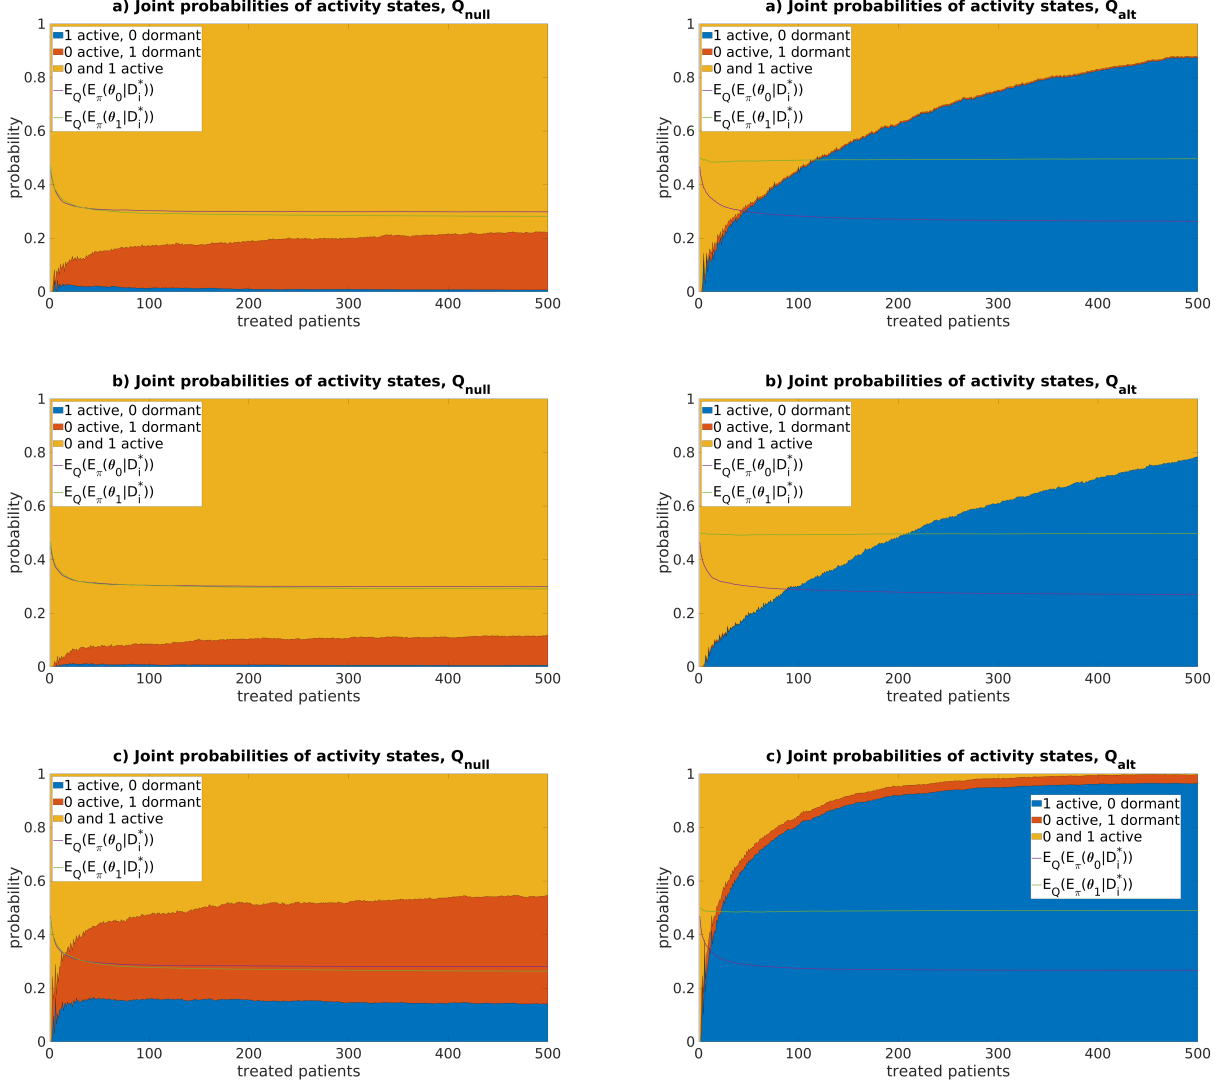 a) Joint probabilities of activity states, Q_null
1 active, 0 dormant
0 active, 1 dormant
0 and 1 active
E_Q(E_π(θ_0|D_i^*))
E_Q(E_π(θ_1|D_i^*))
probability
1
0.8
0.6
0.4
0.2
0
0 100 200 300 400 500
treated patients
a) Joint probabilities of activity states, Q_alt
1 active, 0 dormant
0 active, 1 dormant
0 and 1 active
E_Q(E_π(θ_0|D_i^*))
E_Q(E_π(θ_1|D_i^*))
probability
1
0.8
0.6
0.4
0.2
0
0 100 200 300 400 500
treated patients
b) Joint probabilities of activity states, Q_null
1 active, 0 dormant
0 active, 1 dormant
0 and 1 active
E_Q(E_π(θ_0|D_i^*))
E_Q(E_π(θ_1|D_i^*))
probability
1
0.8
0.6
0.4
0.2
0
0 100 200 300 400 500
treated patients
b) Joint probabilities of activity states, Q_alt
1 active, 0 dormant
0 active, 1 dormant
0 and 1 active
E_Q(E_π(θ_0|D_i^*))
E_Q(E_π(θ_1|D_i^*))
probability
1
0.8
0.6
0.4
0.2
0
0 100 200 300 400 500
treated patients
c) Joint probabilities of activity states, Q_null
1 active, 0 dormant
0 active, 1 dormant
0 and 1 active
E_Q(E_π(θ_0|D_i^*))
E_Q(E_π(θ_1|D_i^*))
probability
1
0.8
0.6
0.4
0.2
0
0 100 200 300 400 500
treated patients
c) Joint probabilities of activity states, Q_alt
1 active, 0 dormant
0 active, 1 dormant
0 and 1 active
E_Q(E_π(θ_0|D_i^*))
E_Q(E_π(θ_1|D_i^*))
probability
1
0.8
0.6
0.4
0.2
0
0 100 200 300 400 500
treated patients